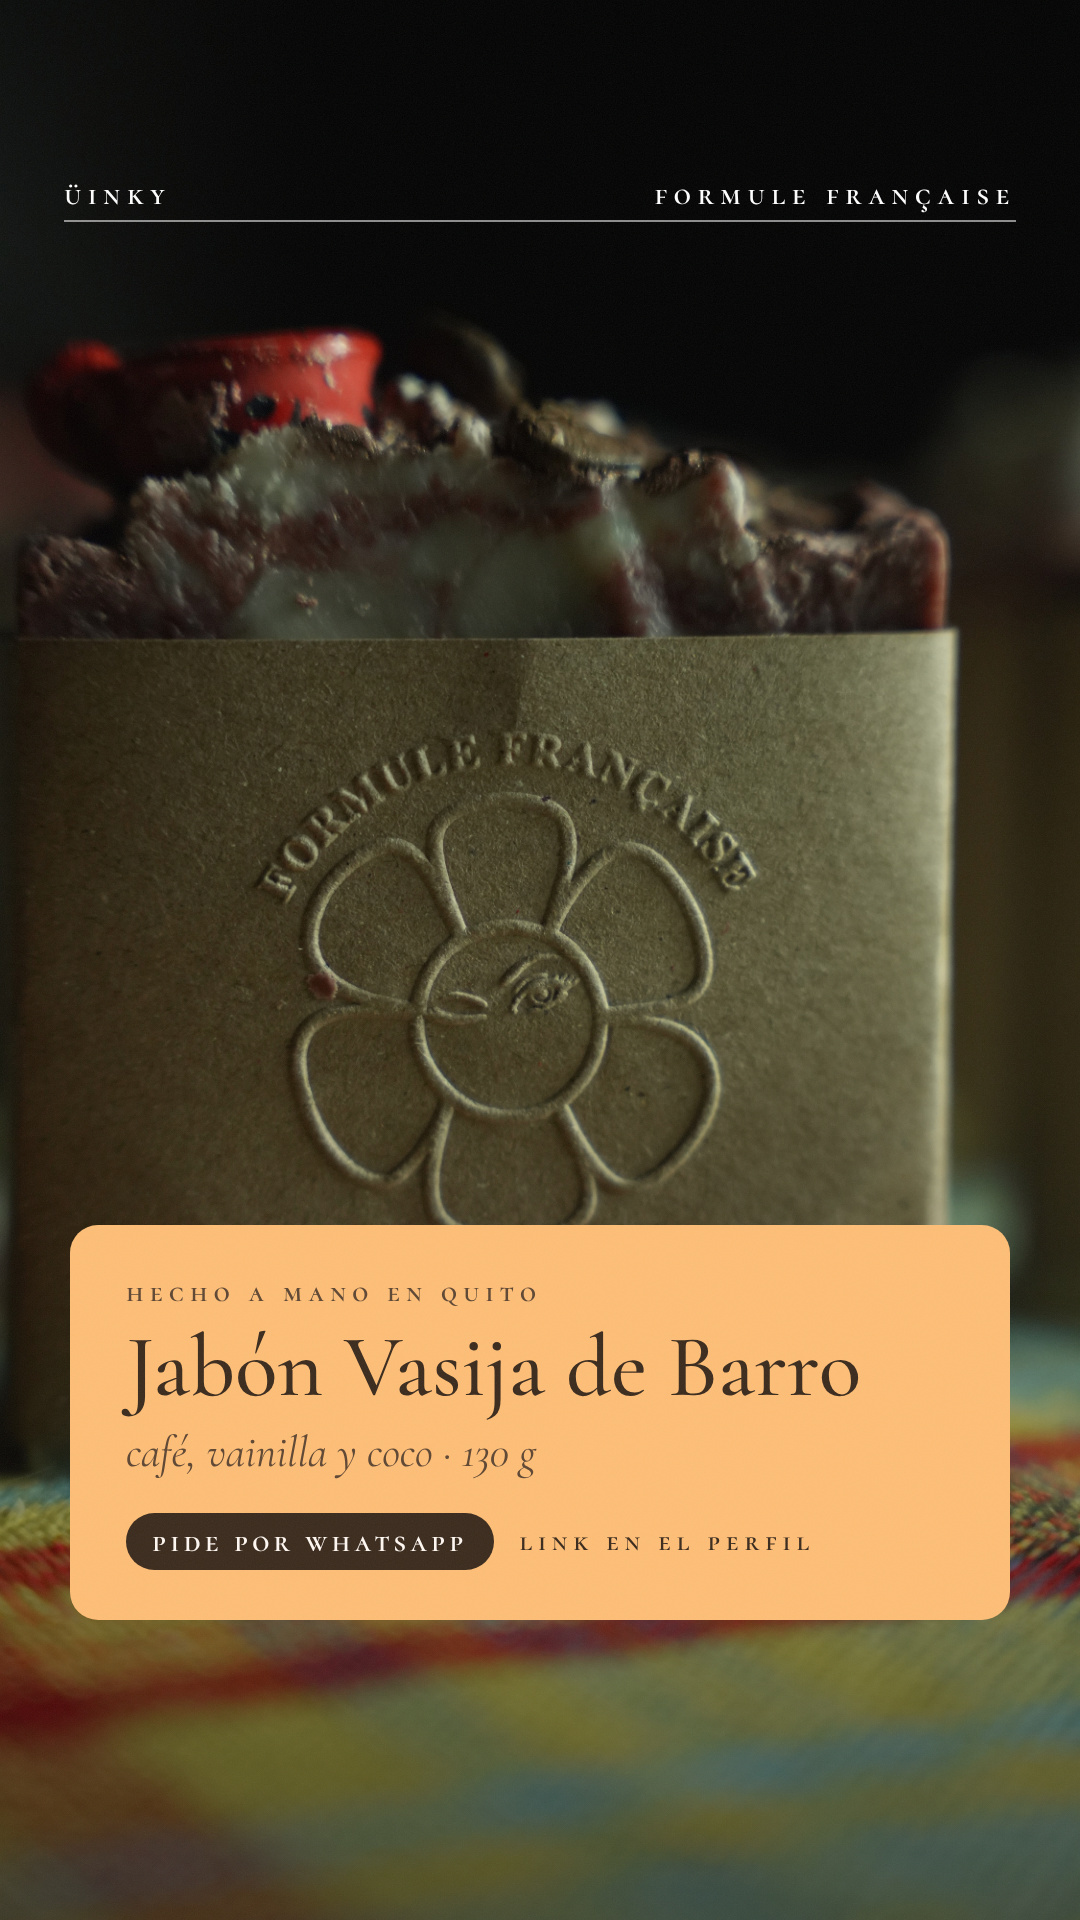 ÜINKY
FORMULE FRANÇAISE
FORMULE FRANÇAISE
HECHO A MANO EN QUITO
Jabón Vasija de Barro
café, vainilla y coco · 130 g
PIDE POR WHATSAPP
LINK EN EL PERFIL